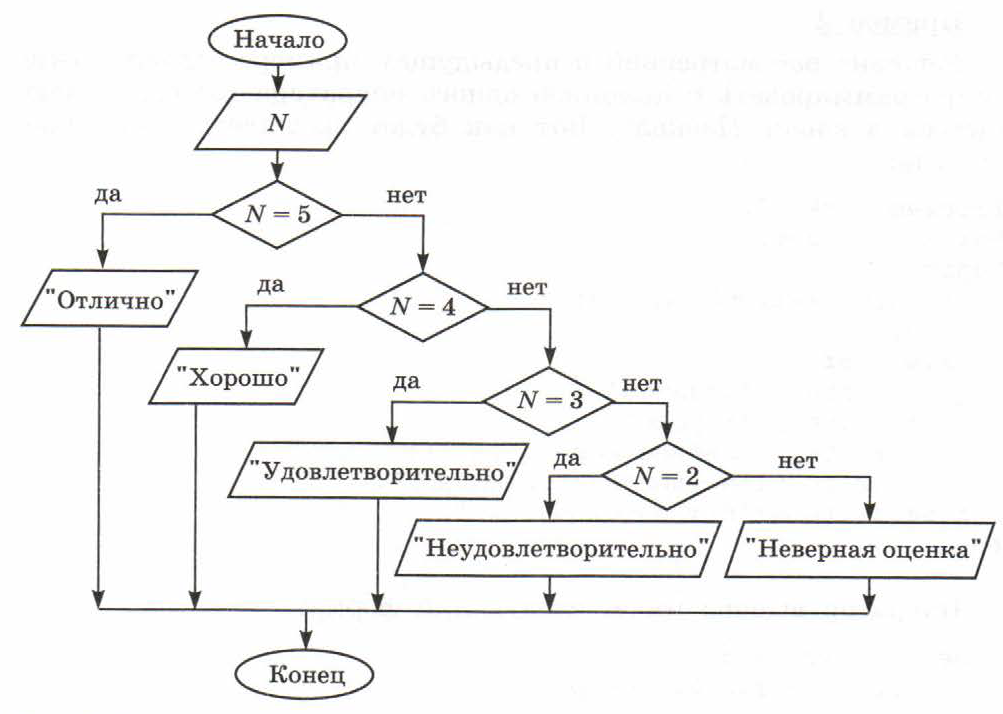 Начало
N
да
N = 5
нет
"Отлично"
да
N = 4
нет
"Хорошо"
да
N = 3
нет
"Удовлетворительно"
да
N = 2
нет
"Неудовлетворительно"
"Неверная оценка"
Конец